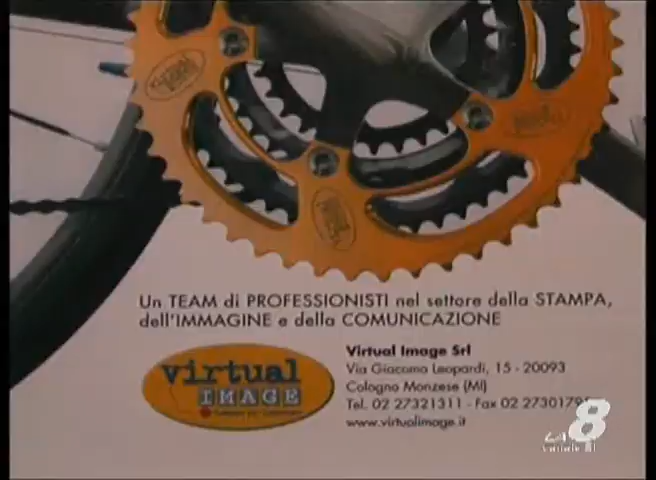 Un TEAM di PROFESSIONISTI nel settore della STAMPA,
dell'IMMAGINE e della COMUNICAZIONE
virtual
IMAGE
Virtual Image Srl
Via Giacomo Leopardi, 15 - 20093
Cologno Monzese (MI)
Tel. 02 27321311 - Fax 02
www.virtualimage.it
8